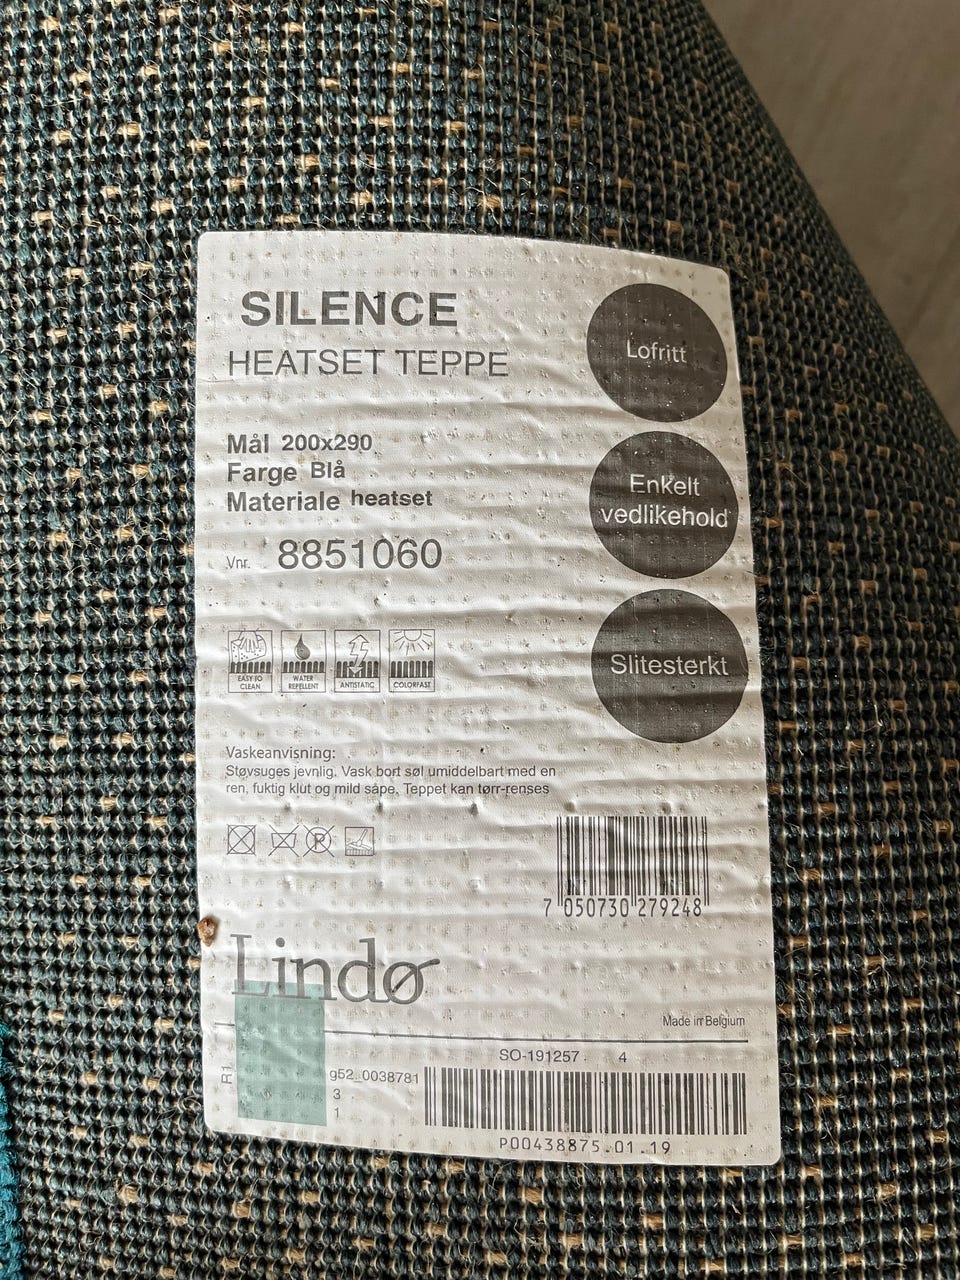 SILENCE
HEATSET TEPPE
Lofritt
Mål 200x290
Farge Blå
Materiale heatset
Enkelt
vedlikehold
Vnr. 8851060
Slitesterkt
EASY TO
CLEAN
WATER
REPELLENT
ANTISTATIC
COLORFAST
Vaskeanvisning:
Støvsuges jevnlig. Vask bort søl umiddelbart med en
ren, fuktig klut og mild såpe. Teppet kan tørr-renses
P
7 050730 279248
Lindø
Made in Belgium
SO-191257 4
R1
g52_0038781
3
1
P00438875.01.19